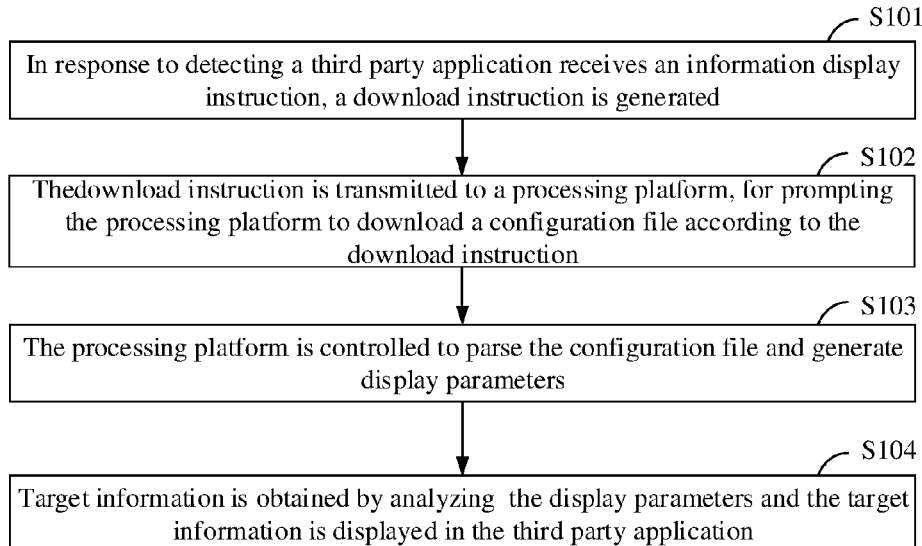 S101
In response to detecting a third party application receives an information display
instruction, a download instruction is generated
S102
Thedownload instruction is transmitted to a processing platform, for prompting
the processing platform to download a configuration file according to the
download instruction
S103
The processing platform is controlled to parse the configuration file and generate
display parameters
S104
Target information is obtained by analyzing the display parameters and the target
information is displayed in the third party application